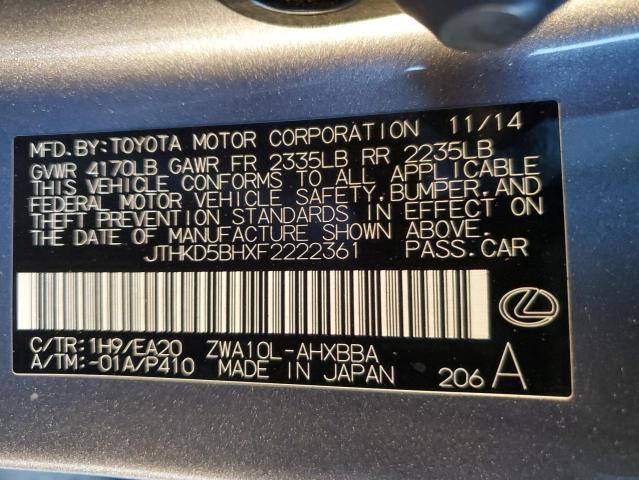 MFD.BY:TOYOTA MOTOR CORPORATION 11/14
GVWR 4170LB GAWR FR 2335LB RR 2235LB
THIS VEHICLE CONFORMS TO ALL APPLICABLE
FEDERAL MOTOR VEHICLE SAFETY,BUMPER,AND
THEFT PREVENTION STANDARDS IN EFFECT ON
THE DATE OF MANUFACTURE SHOWN ABOVE.
JTHKD5BHXF2222361 PASS.CAR
C/TR:1H9/EA20 ZWA10L-AHXBBA
A/TM:-01A/P410 MADE IN JAPAN 206 A